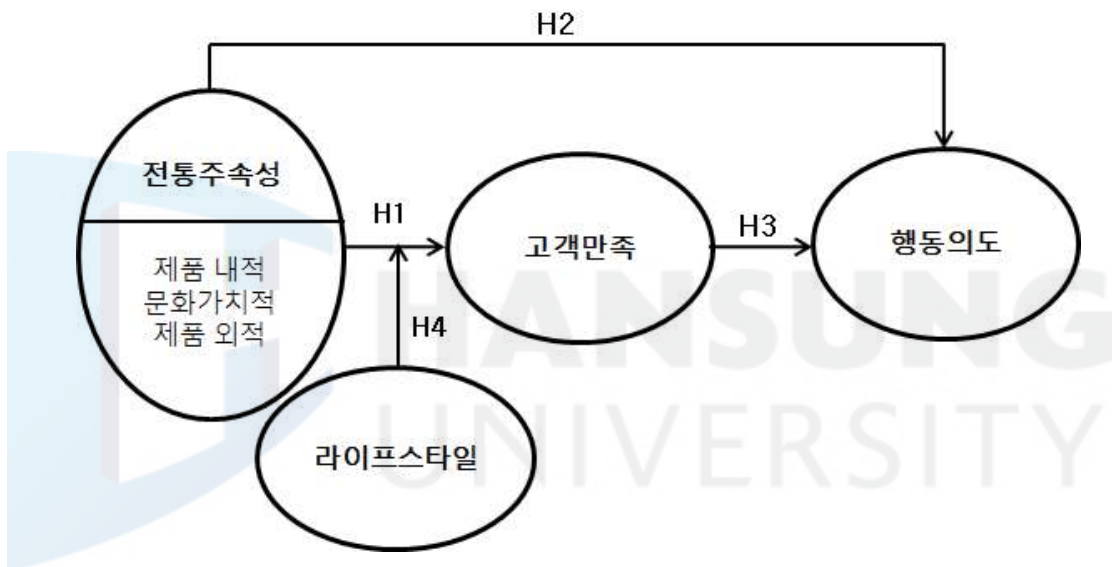 H2
전통주속성
제품 내적
문화가치적
제품 외적
H1
고객만족
H3
행동의도
H4
라이프스타일
HANSUNG
UNIVERSITY